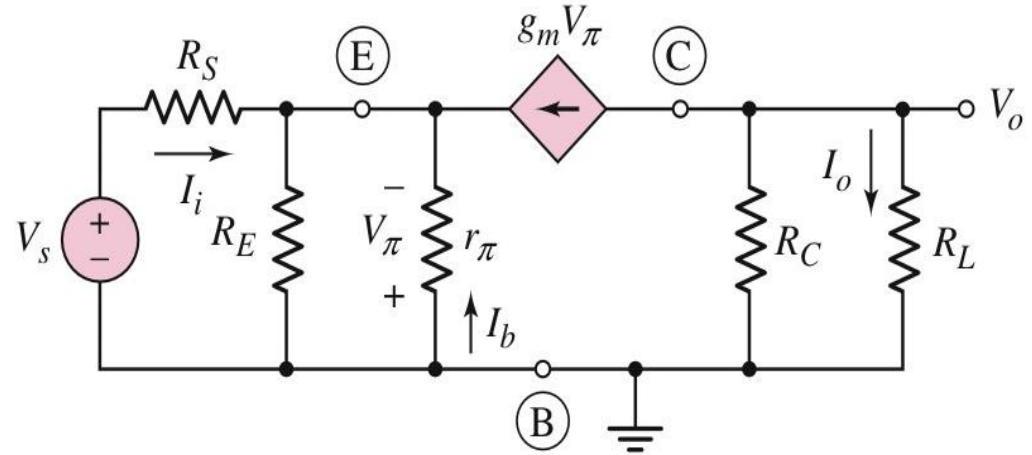 g_m V_π
R_S
E
C
V_o
I_i
I_o
V_s
+
−
R_E
−
V_π
+
r_π
I_b
R_C
R_L
B